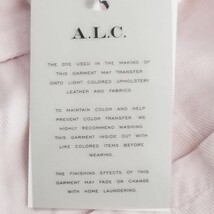 A.L.C.
THE DYE USED IN THE MAKING OF
THIS GARMENT MAY TRANSFER
ONTO LIGHT COLORED UPHOLSTERY
LEATHER AND FABRICS.
TO MAINTAIN COLOR AND HELP
PREVENT COLOR TRANSFER, WE
HIGHLY RECOMMEND WASHING
THIS GARMENT INSIDE OUT WITH
LIKE COLORED ITEMS BEFORE
WEARING.
THE FINISHING EFFECTS OF THIS
GARMENT MAY FADE OR CHANGE
WITH HOME LAUNDERING.